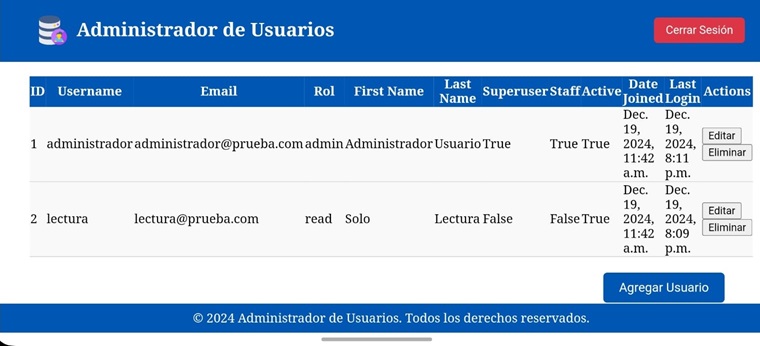 Administrador de Usuarios
Cerrar Sesión
ID Username Email Rol First Name Last Name Superuser Staff Active Date Joined Last Login Actions
1 administrador administrador@prueba.com admin Administrador Usuario True True True Dec. 19, 2024, 11:42 a.m. Dec. 19, 2024, 8:11 p.m. Editar Eliminar
2 lectura lectura@prueba.com read Solo Lectura False False True Dec. 19, 2024, 11:42 a.m. Dec. 19, 2024, 8:09 p.m. Editar Eliminar
Agregar Usuario
© 2024 Administrador de Usuarios. Todos los derechos reservados.